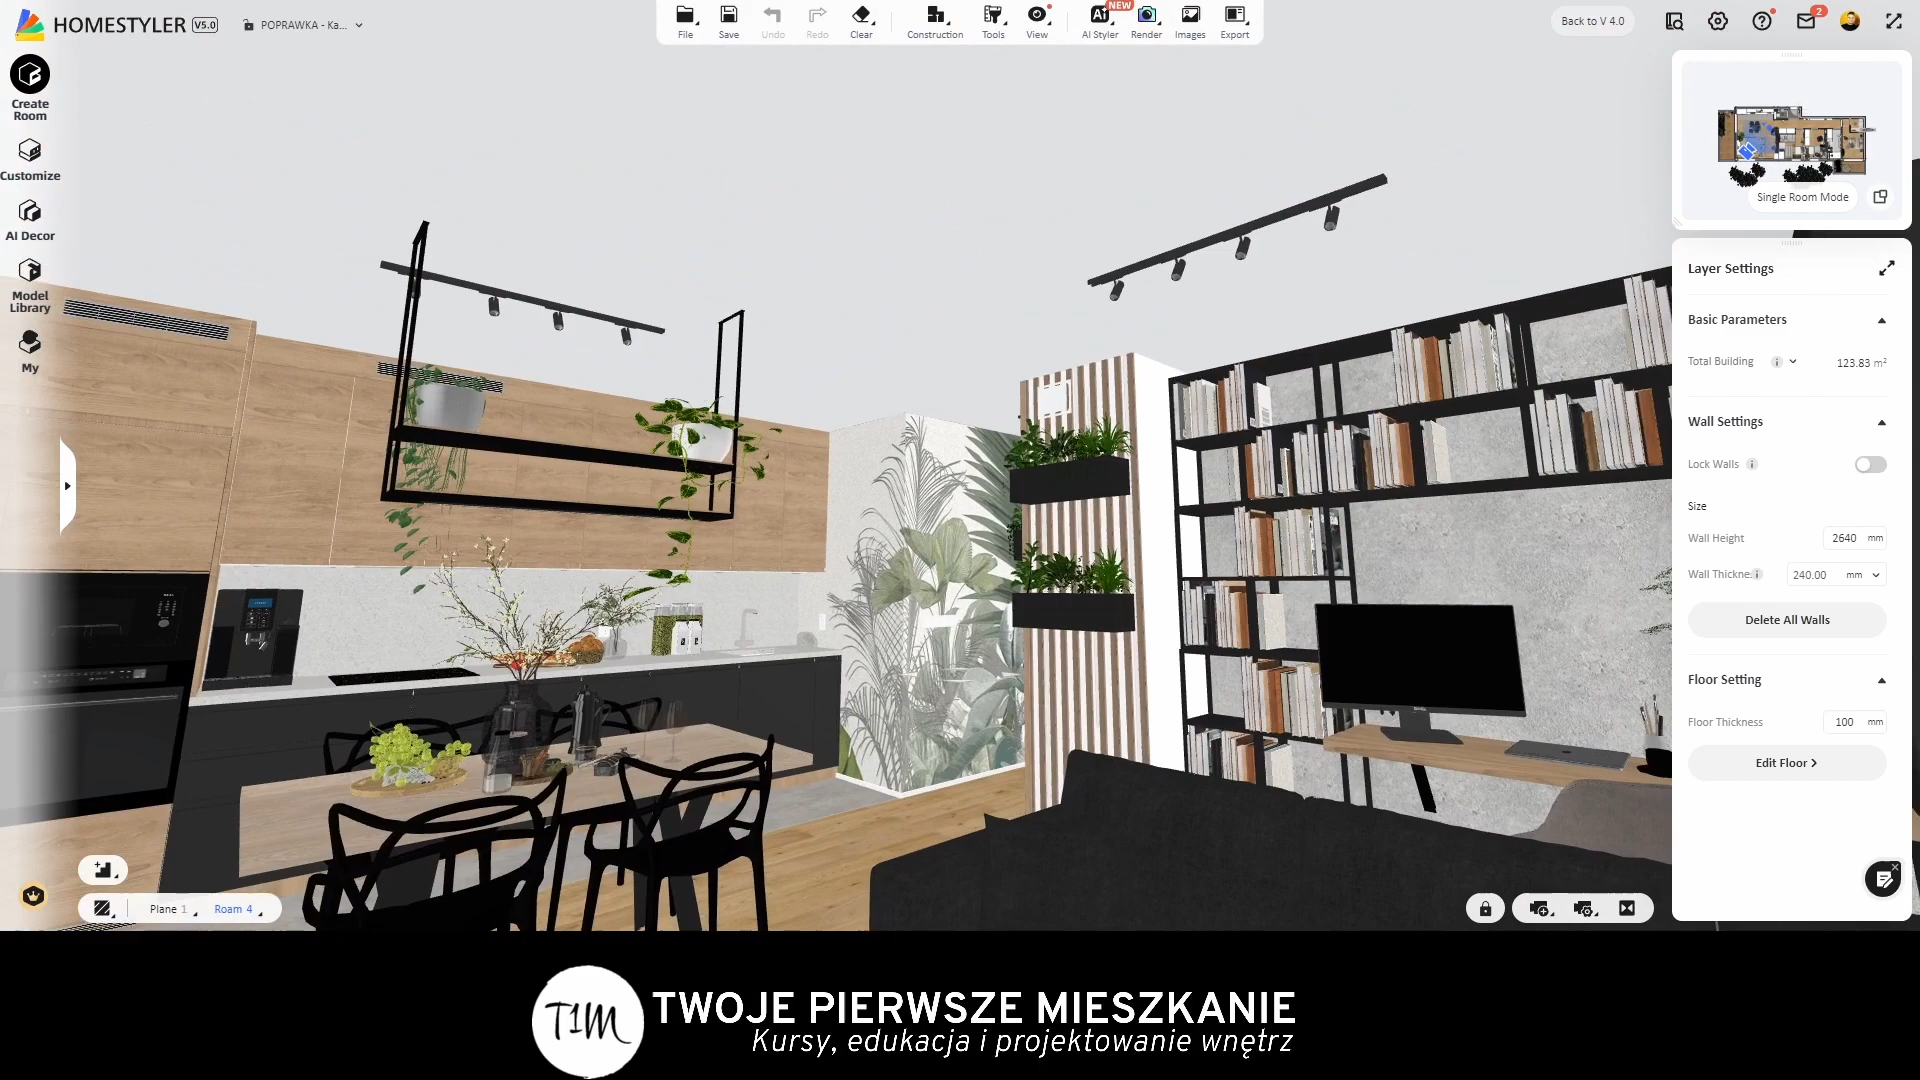 HOMESTYLER V5.0
POPRAWKA - Ka...
File
Save
Undo
Redo
Clear
Construction
Tools
View
NEW
AI Styler
Render
Images
Export
Back to V 4.0
2
Create
Room
Customize
AI Decor
Model
Library
My
Single Room Mode
Layer Settings
Basic Parameters
Total Building
123.83 m²
Wall Settings
Lock Walls
Size
Wall Height
2640 mm
Wall Thickne
240.00 mm
Delete All Walls
Floor Setting
Floor Thickness
100 mm
Edit Floor
Plane 1
Roam 4
T1M
TWOJE PIERWSZE MIESZKANIE
Kursy, edukacja i projektowanie wnętrz